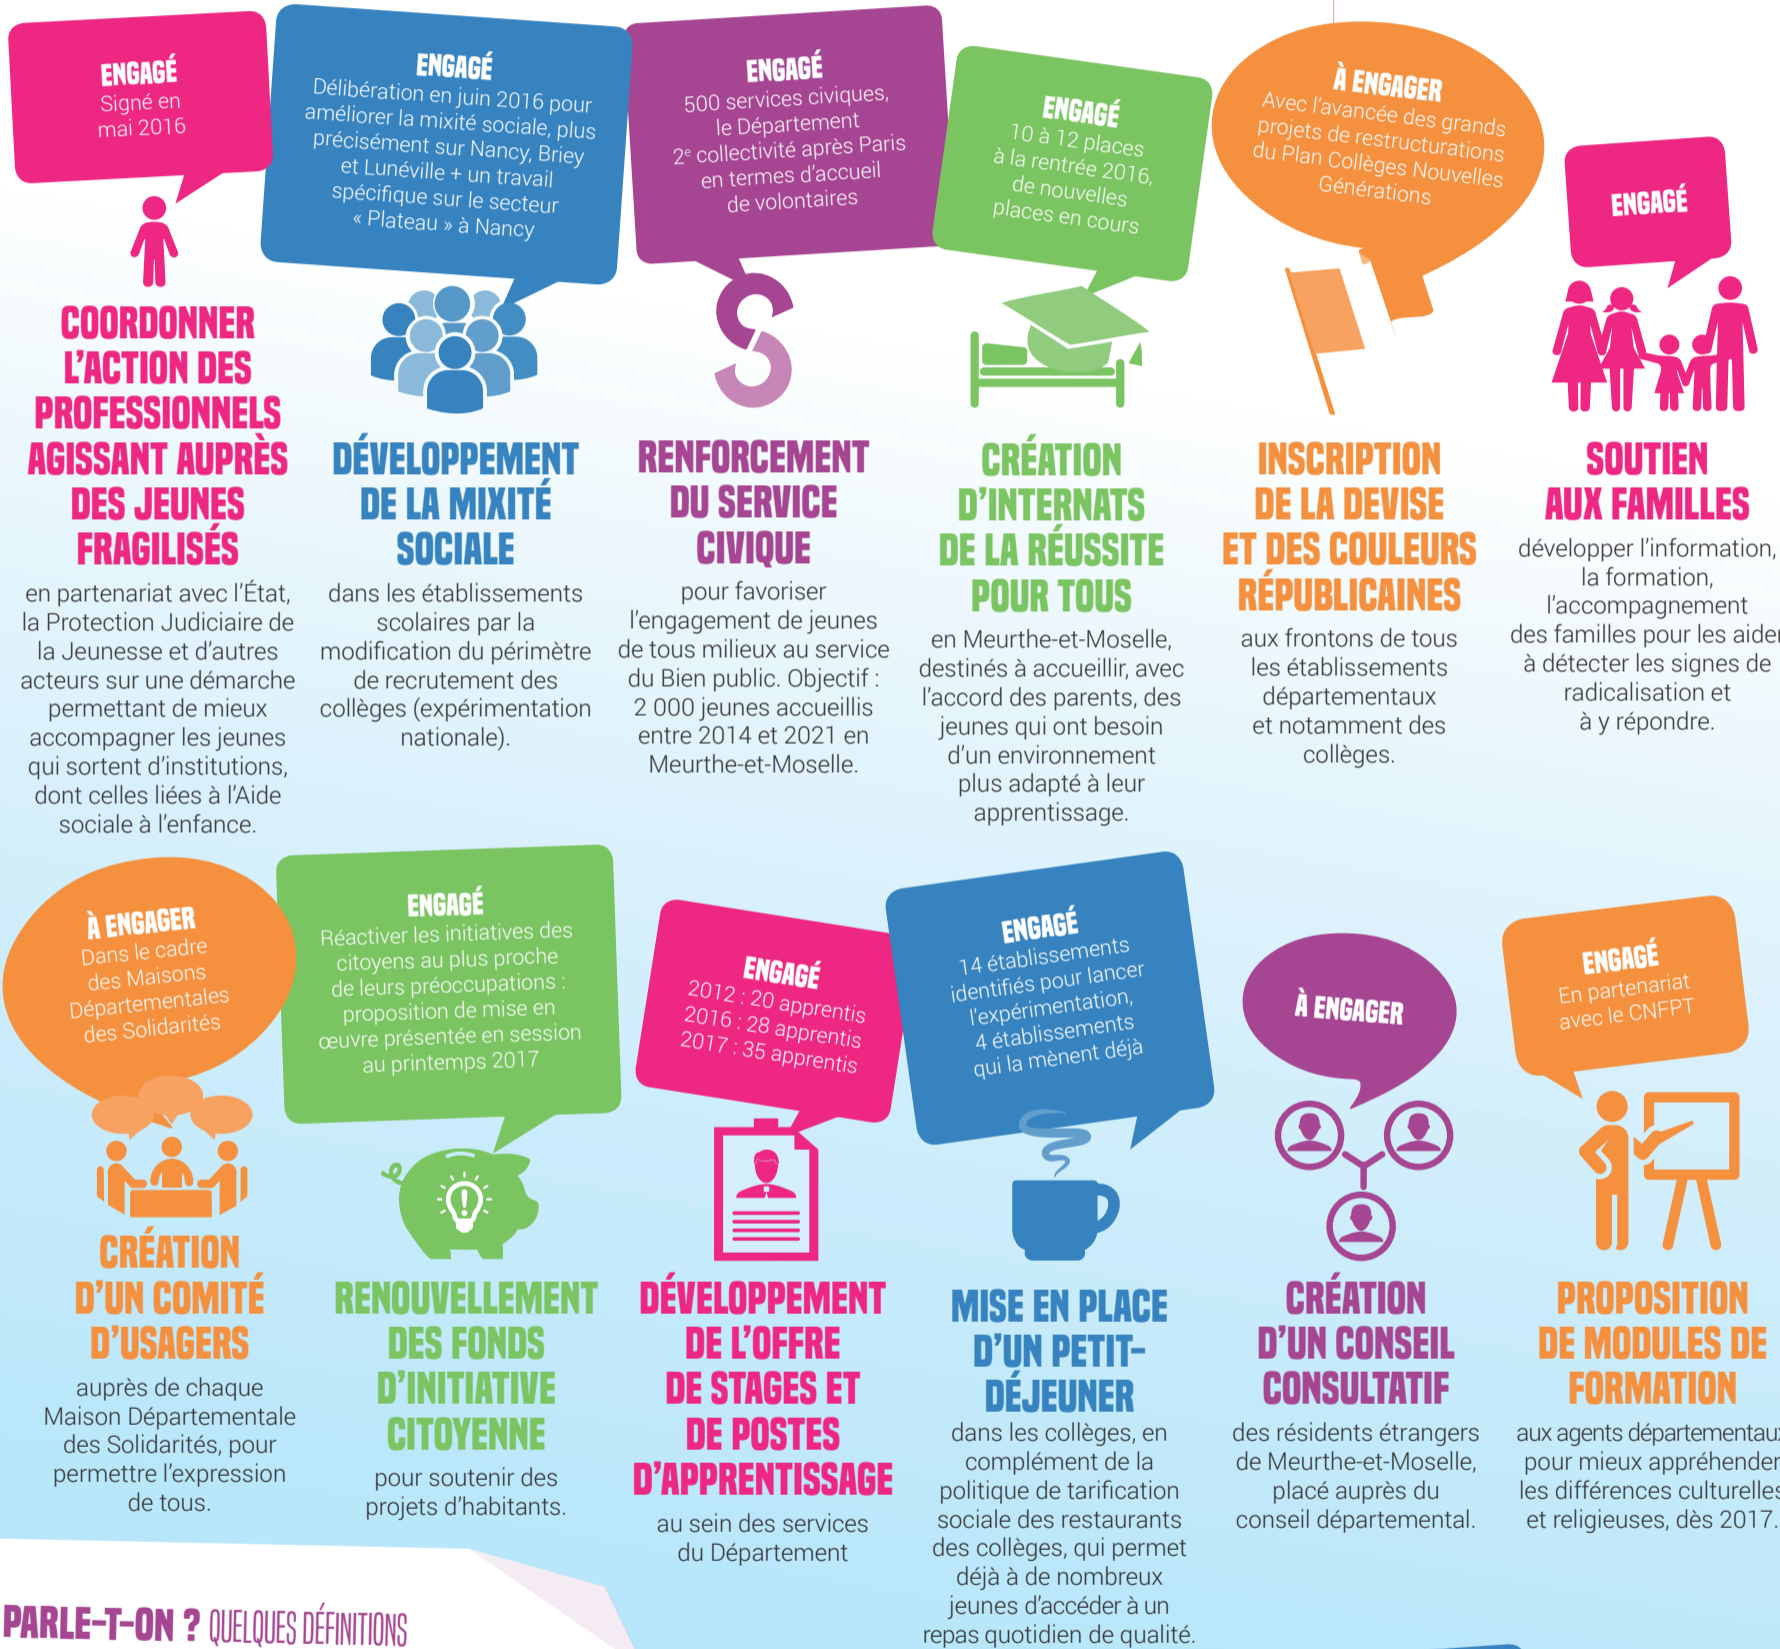 ENGAGÉ
Signé en
mai 2016
COORDONNER
L'ACTION DES
PROFESSIONNELS
AGISSANT AUPRÈS
DES JEUNES
FRAGILISÉS
en partenariat avec l'État,
la Protection Judiciaire de
la Jeunesse et d'autres
acteurs sur une démarche
permettant de mieux
accompagner les jeunes
qui sortent d'institutions,
dont celles liées à l'Aide
sociale à l'enfance.
ENGAGÉ
Délibération en juin 2016 pour
améliorer la mixité sociale, plus
précisément sur Nancy, Briey
et Lunéville + un travail
spécifique sur le secteur
« Plateau » à Nancy
DÉVELOPPEMENT
DE LA MIXITÉ
SOCIALE
dans les établissements
scolaires par la
modification du périmètre
de recrutement des
collèges (expérimentation
nationale).
ENGAGÉ
500 services civiques,
le Département
2e collectivité après Paris
en termes d'accueil
de volontaires
RENFORCEMENT
DU SERVICE
CIVIQUE
pour favoriser
l'engagement de jeunes
de tous milieux au service
du Bien public. Objectif :
2 000 jeunes accueillis
entre 2014 et 2021 en
Meurthe-et-Moselle.
ENGAGÉ
10 à 12 places
à la rentrée 2016,
de nouvelles
places en cours
CRÉATION
D'INTERNATS
DE LA RÉUSSITE
POUR TOUS
en Meurthe-et-Moselle,
destinés à accueillir, avec
l'accord des parents, des
jeunes qui ont besoin
d'un environnement
plus adapté à leur
apprentissage.
À ENGAGER
Avec l'avancée des grands
projets de restructurations
du Plan Collèges Nouvelles
Générations
INSCRIPTION
DE LA DEVISE
ET DES COULEURS
RÉPUBLICAINES
aux frontons de tous
les établissements
départementaux
et notamment des
collèges.
ENGAGÉ
SOUTIEN
AUX FAMILLES
développer l'information,
la formation,
l'accompagnement
des familles pour les aider
à détecter les signes de
radicalisation et
à y répondre.
À ENGAGER
Dans le cadre
des Maisons
Départementales
des Solidarités
CRÉATION
D'UN COMITÉ
D'USAGERS
auprès de chaque
Maison Départementale
des Solidarités, pour
permettre l'expression
de tous.
ENGAGÉ
Réactiver les initiatives des
citoyens au plus proche
de leurs préoccupations :
proposition de mise en
œuvre présentée en session
au printemps 2017
RENOUVELLEMENT
DES FONDS
D'INITIATIVE
CITOYENNE
pour soutenir des
projets d'habitants.
ENGAGÉ
2012 : 20 apprentis
2016 : 28 apprentis
2017 : 35 apprentis
DÉVELOPPEMENT
DE L'OFFRE
DE STAGES ET
DE POSTES
D'APPRENTISSAGE
au sein des services
du Département
ENGAGÉ
14 établissements
identifiés pour lancer
l'expérimentation,
4 établissements
qui la mènent déjà
MISE EN PLACE
D'UN PETIT-
DÉJEUNER
dans les collèges, en
complément de la
politique de tarification
sociale des restaurants
des collèges, qui permet
déjà à de nombreux
jeunes d'accéder à un
repas quotidien de qualité.
À ENGAGER
CRÉATION
D'UN CONSEIL
CONSULTATIF
des résidents étrangers
de Meurthe-et-Moselle,
placé auprès du
conseil départemental.
ENGAGÉ
En partenariat
avec le CNFPT
PROPOSITION
DE MODULES DE
FORMATION
aux agents départementaux
pour mieux appréhender
les différences culturelles
et religieuses, dès 2017.
PARLE-T-ON ? QUELQUES DÉFINITIONS